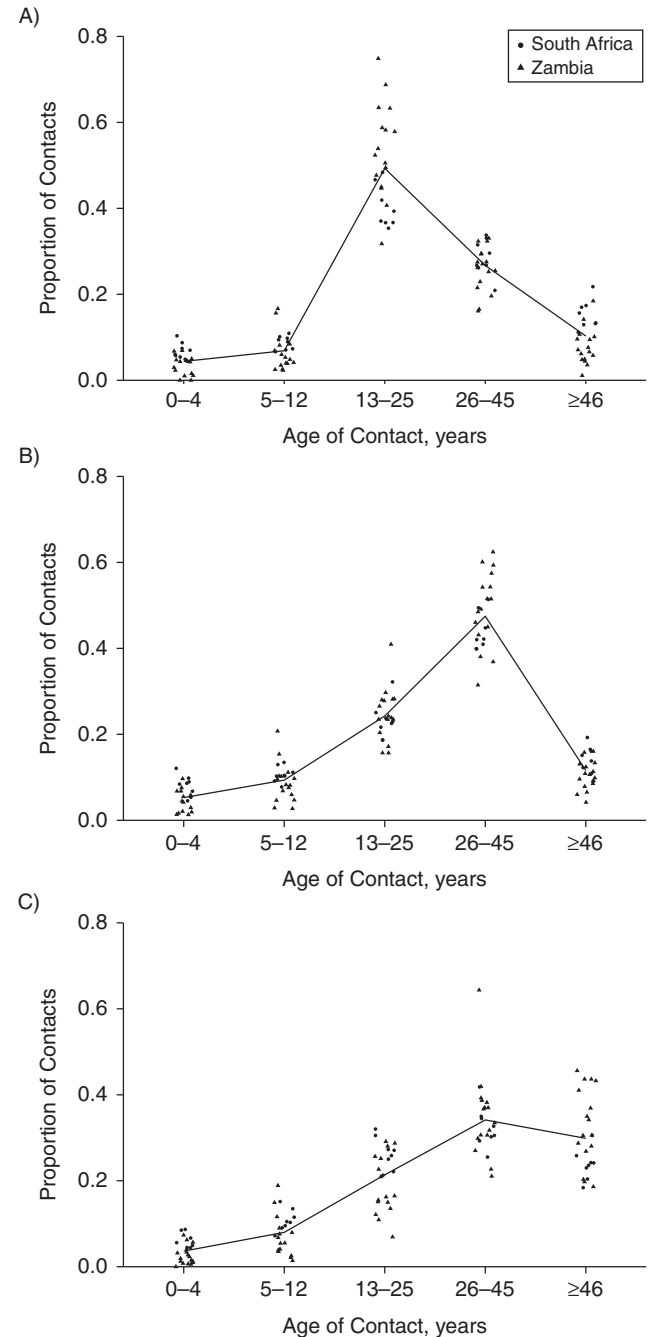 A)
0.8
0.6
0.4
0.2
0.0
Proportion of Contacts
South Africa
Zambia
0–4 5–12 13–25 26–45 ≥46
Age of Contact, years
B)
0.8
0.6
0.4
0.2
0.0
Proportion of Contacts
0–4 5–12 13–25 26–45 ≥46
Age of Contact, years
C)
0.8
0.6
0.4
0.2
0.0
Proportion of Contacts
0–4 5–12 13–25 26–45 ≥46
Age of Contact, years